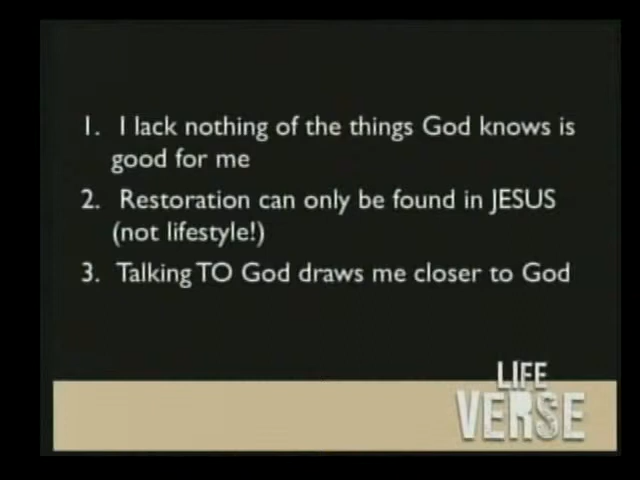 1. I lack nothing of the things God knows is
good for me
2. Restoration can only be found in JESUS
(not lifestyle!)
3. Talking TO God draws me closer to God
LIFE
VERSE